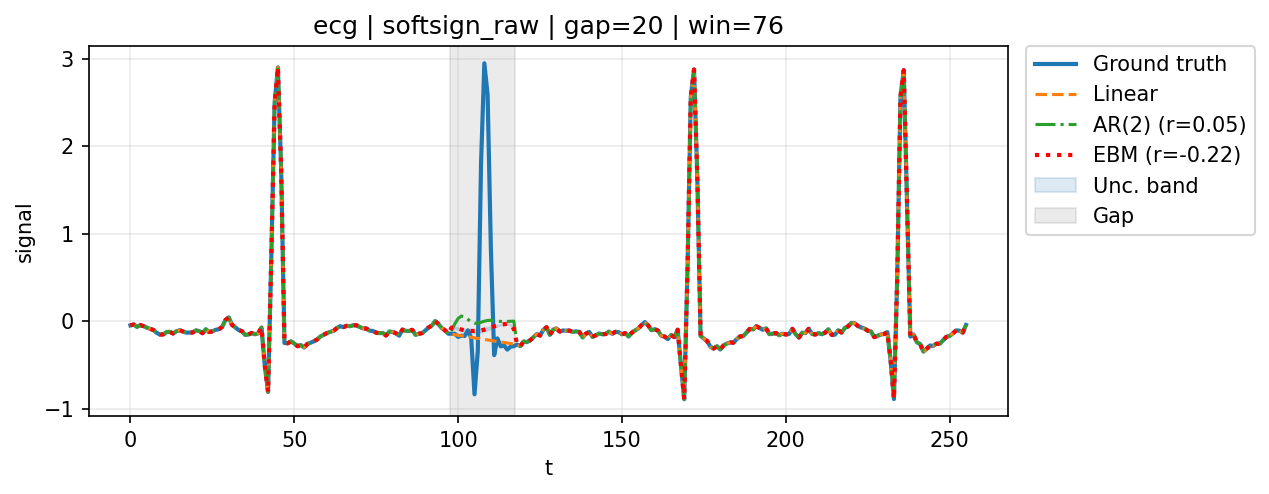 ecg | softsign_raw | gap=20 | win=76
3
2
1
0
−1
signal
0
50
100
150
200
250
t
Ground truth
Linear
AR(2) (r=0.05)
EBM (r=-0.22)
Unc. band
Gap